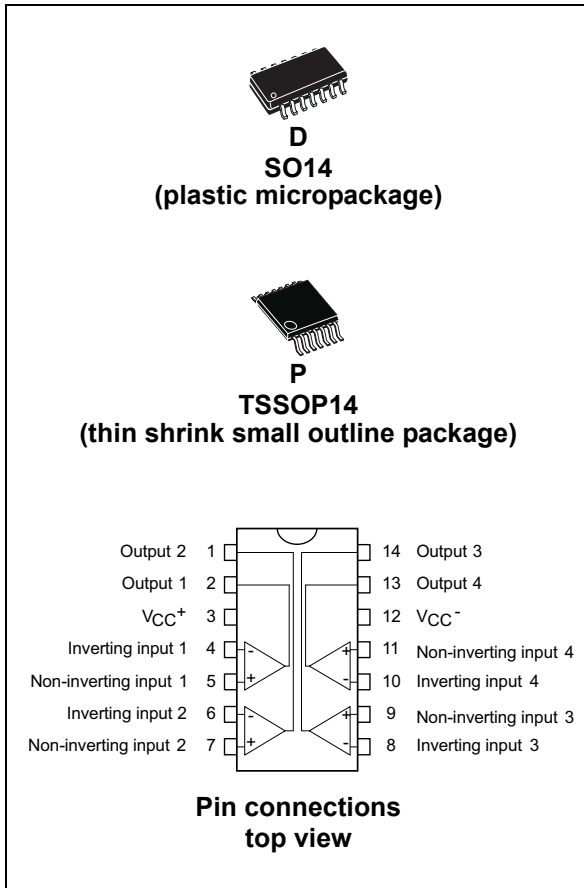 D
SO14
(plastic micropackage)
P
TSSOP14
(thin shrink small outline package)
Output 2 1 14 Output 3
Output 1 2 13 Output 4
VCC+ 3 12 VCC-
Inverting input 1 4 - + 11 Non-inverting input 4
Non-inverting input 1 5 + - 10 Inverting input 4
Inverting input 2 6 - + 9 Non-inverting input 3
Non-inverting input 2 7 + - 8 Inverting input 3
Pin connections
top view